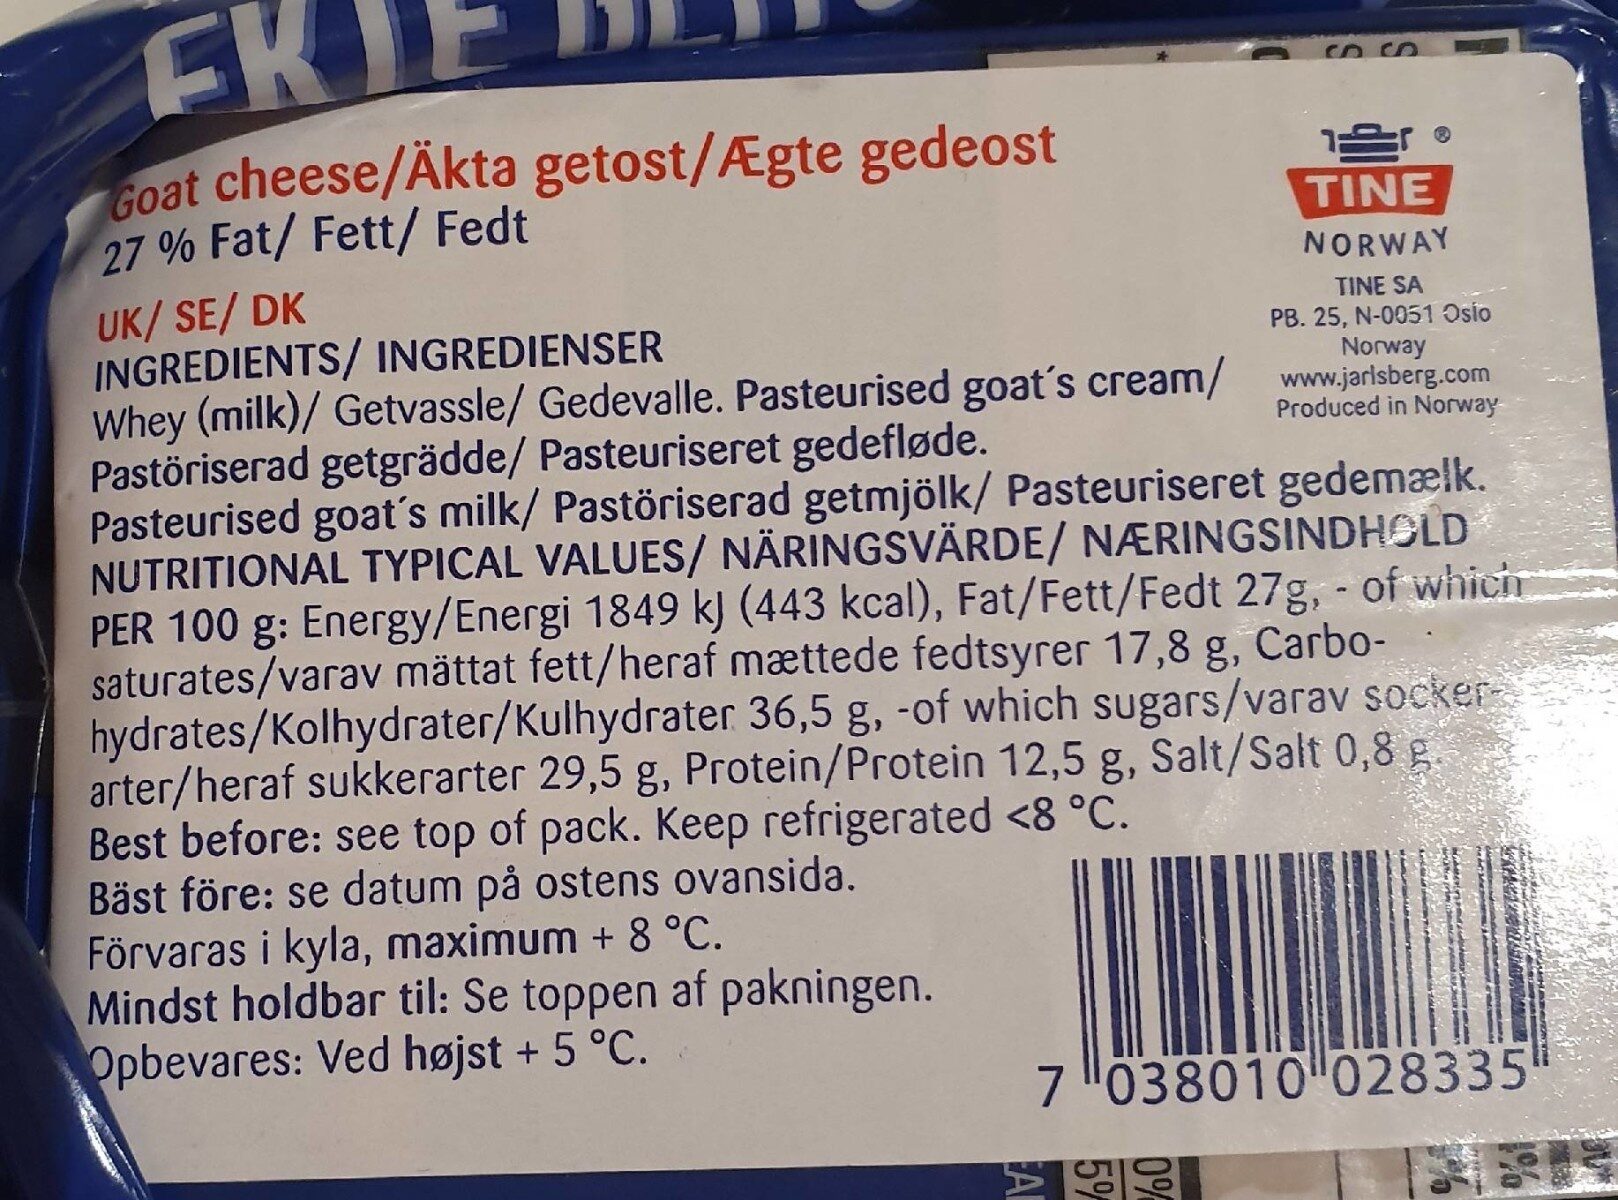 EKTE
Goat cheese/Äkta getost/Ægte gedeost
27 % Fat/ Fett/ Fedt
UK/ SE/ DK
INGREDIENTS/ INGREDIENSER
Whey (milk)/ Getvassle/ Gedevalle. Pasteurised goat´s cream/
Pastöriserad getgrädde/ Pasteuriseret gedefløde.
Pasteurised goat´s milk/ Pastöriserad getmjölk/ Pasteuriseret gedemælk.
NUTRITIONAL TYPICAL VALUES/ NÄRINGSVÄRDE/ NÆRINGSINDHOLD
PER 100 g: Energy/Energi 1849 kJ (443 kcal), Fat/Fett/Fedt 27g, - of which
saturates/varav mättat fett/heraf mættede fedtsyrer 17,8 g, Carbo-
hydrates/Kolhydrater/Kulhydrater 36,5 g, -of which sugars/varav socker-
arter/heraf sukkerarter 29,5 g, Protein/Protein 12,5 g, Salt/Salt 0,8 g.
Best before: see top of pack. Keep refrigerated <8 °C.
Bäst före: se datum på ostens ovansida.
Förvaras i kyla, maximum + 8 °C.
Mindst holdbar til: Se toppen af pakningen.
Opbevares: Ved højst + 5 °C.
®
TINE
NORWAY
TINE SA
PB. 25, N-0051 Oslo
Norway
www.jarlsberg.com
Produced in Norway
7 038010 028335